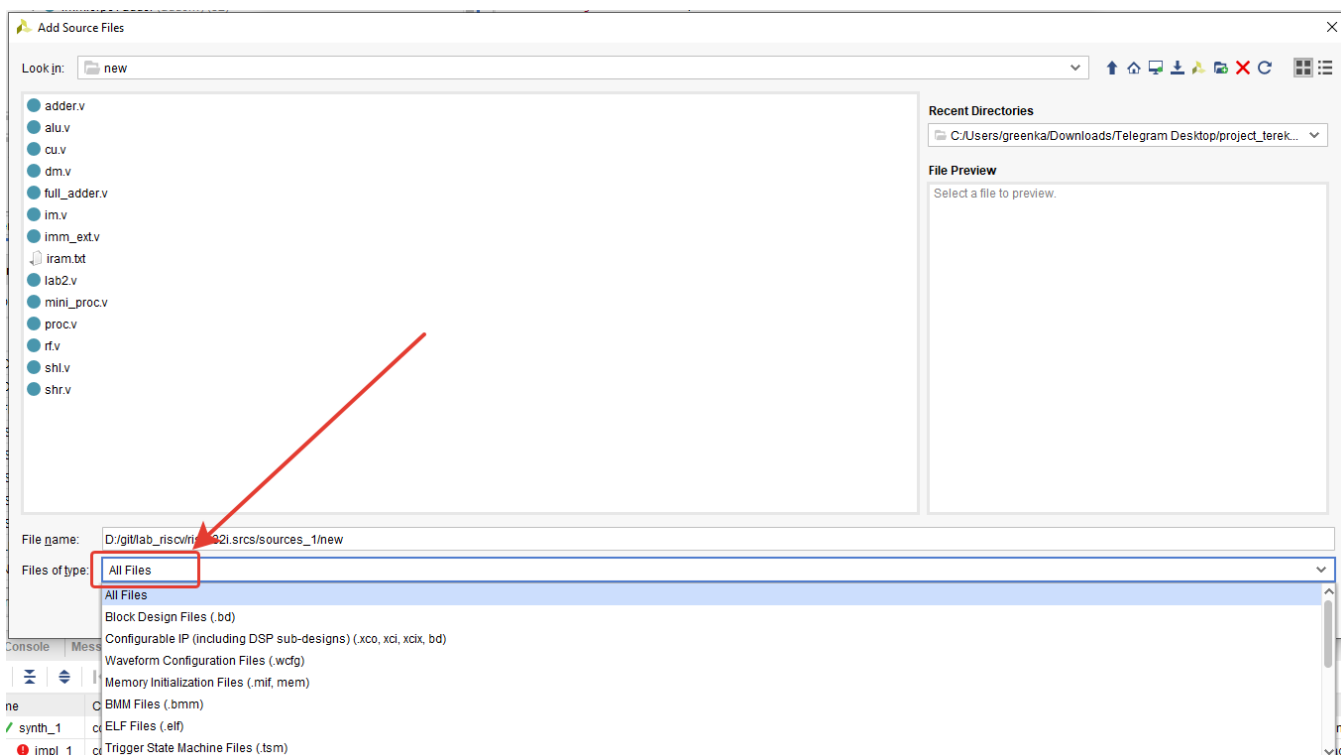 Add Source Files
Look in: new
adder.v
alu.v
cu.v
dm.v
full_adder.v
im.v
imm_ext.v
iram.txt
lab2.v
mini_proc.v
proc.v
rf.v
shl.v
shr.v
Recent Directories
C:/Users/greenka/Downloads/Telegram Desktop/project_terek...
File Preview
Select a file to preview.
File name: 32i.srcs/sources_1/new
Files of type: All Files
All Files
Block Design Files (.bd)
Configurable IP (including DSP sub-designs) (.xco, xci, xcix, bd)
Waveform Configuration Files (.wcfg)
Memory Initialization Files (.mif, mem)
BMM Files (.bmm)
ELF Files (.elf)
Trigger State Machine Files (.tsm)
Console Mess
synth_1
impl_1